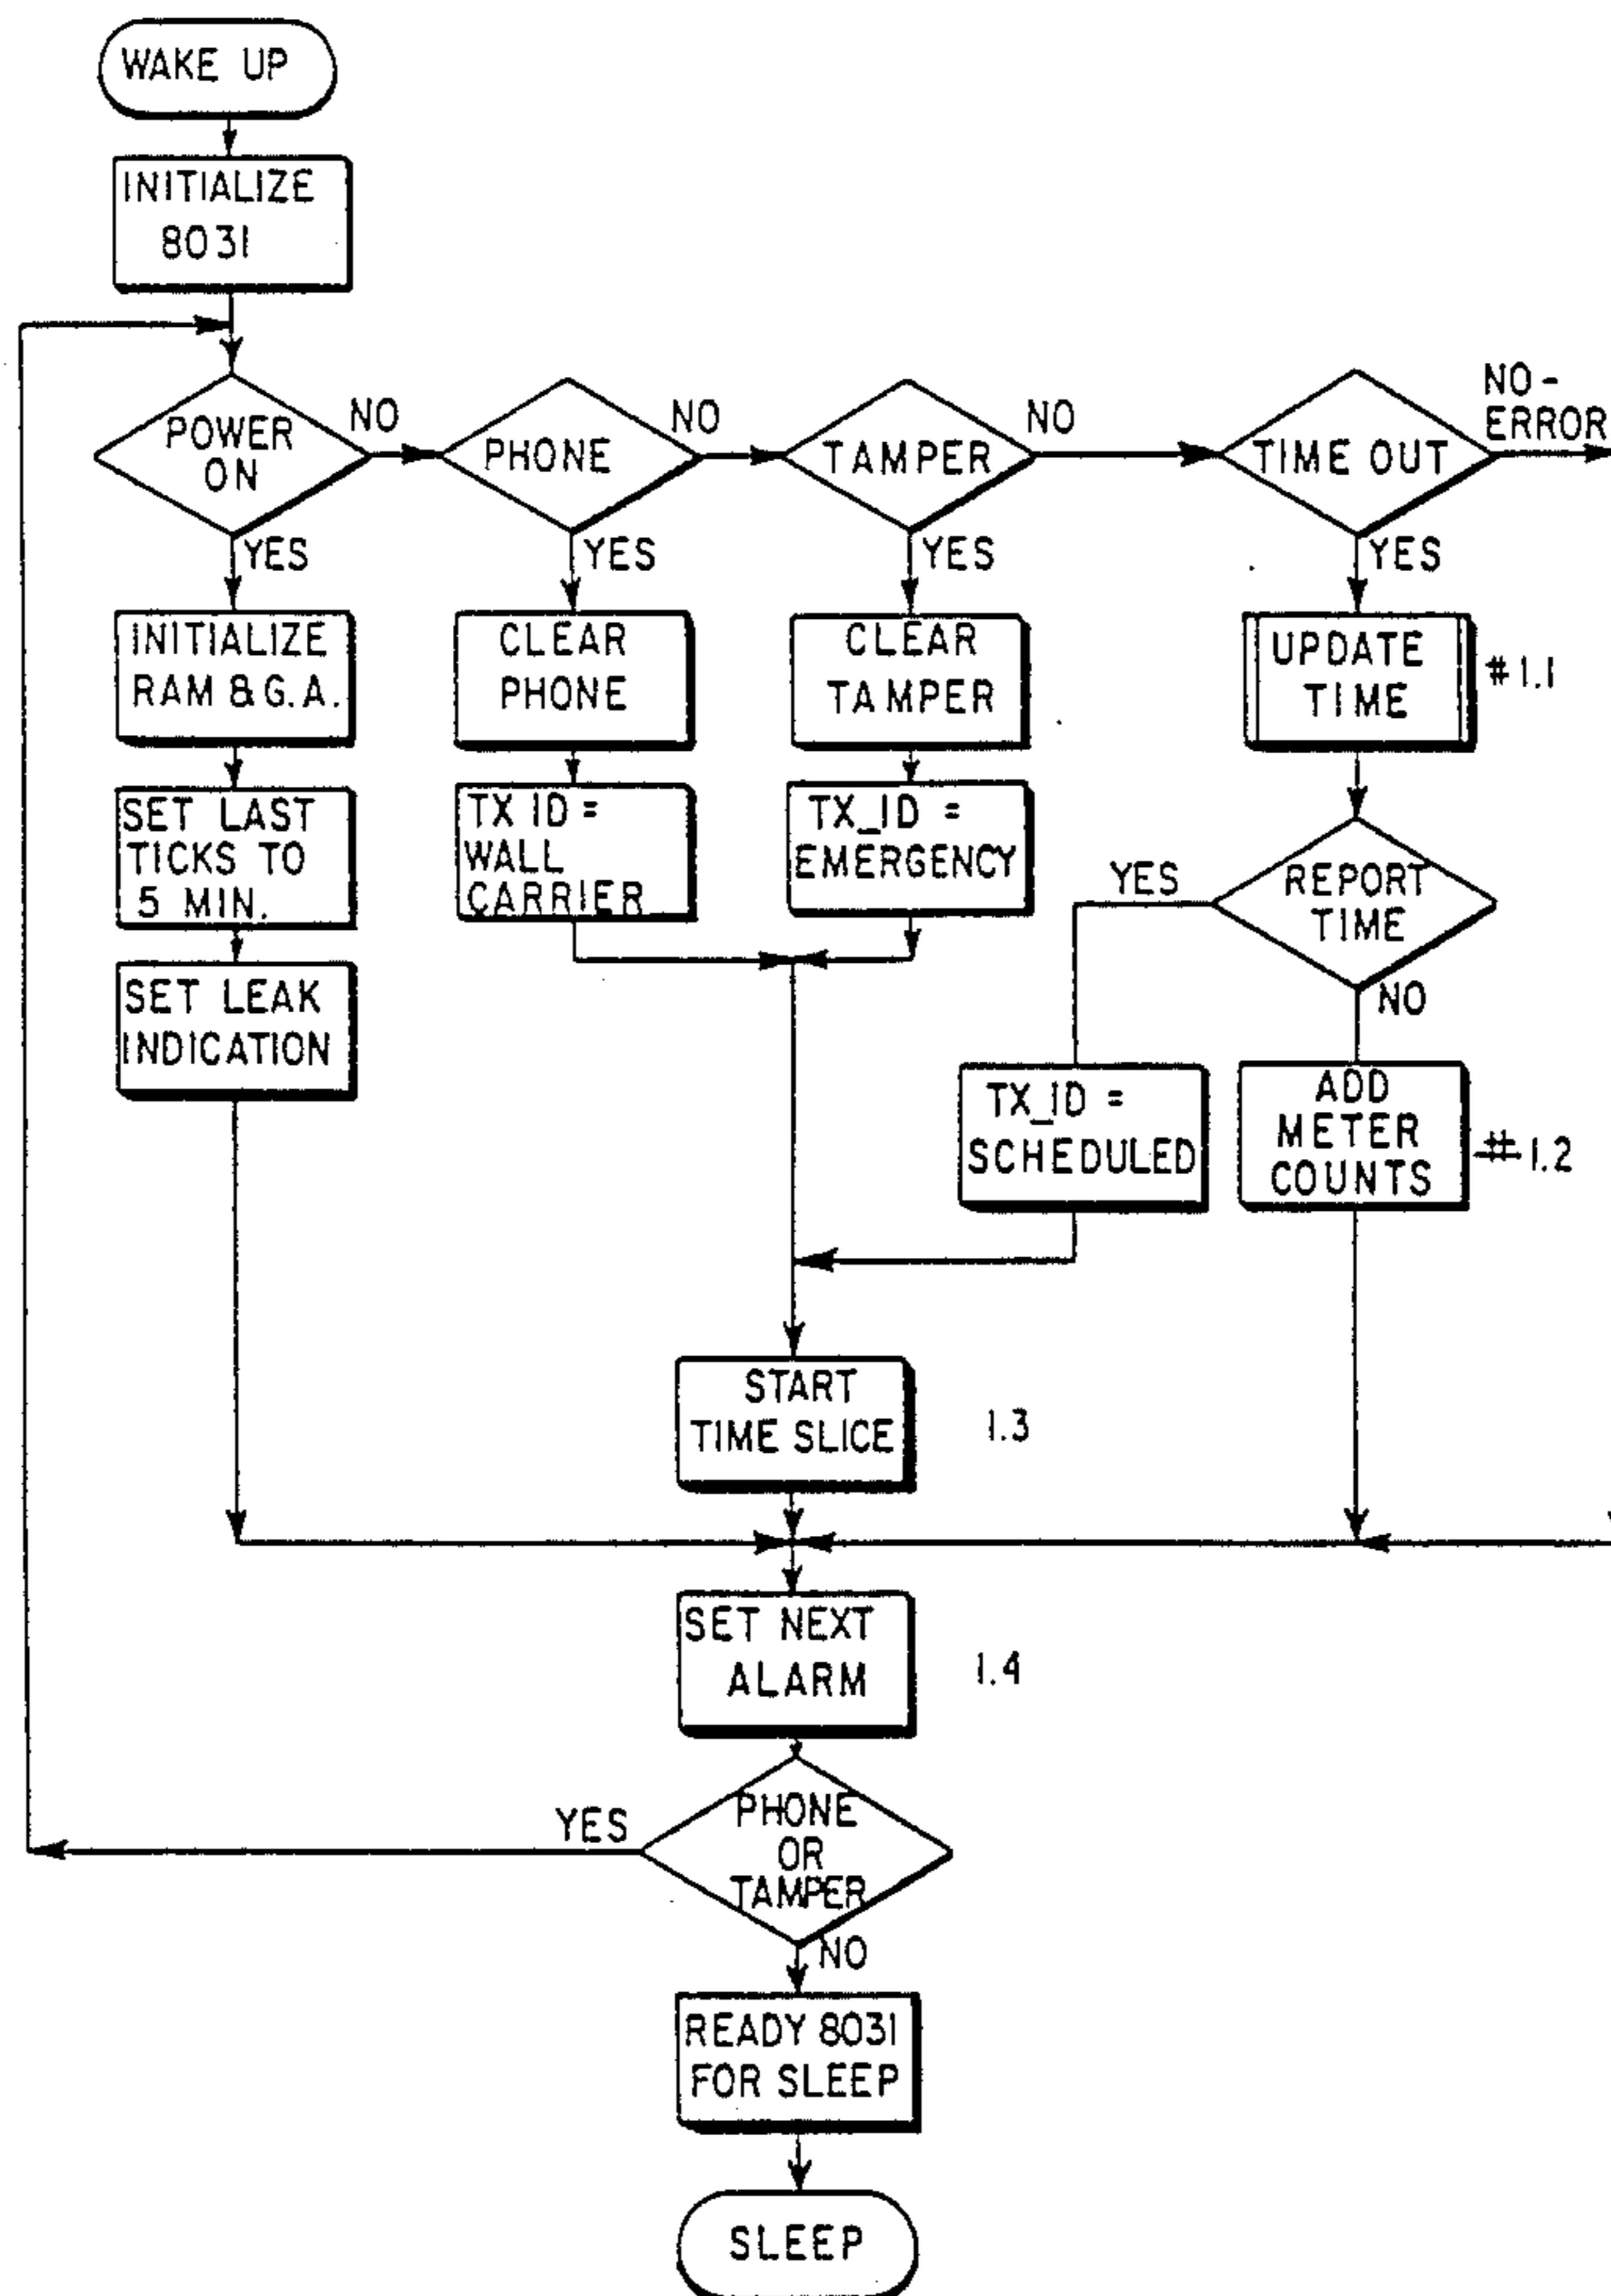 WAKE UP
INITIALIZE
8031
POWER
ON
NO
PHONE
NO
TAMPER
NO
TIME OUT
NO-
ERROR
YES
YES
YES
YES
INITIALIZE
RAM & G.A.
CLEAR
PHONE
CLEAR
TAMPER
UPDATE
TIME
#1.1
SET LAST
TICKS TO
5 MIN.
TX ID =
WALL
CARRIER
TX_ID =
EMERGENCY
YES
REPORT
TIME
NO
SET LEAK
INDICATION
TX_ID =
SCHEDULED
ADD
METER
COUNTS
#1.2
START
TIME SLICE
1.3
SET NEXT
ALARM
1.4
YES
PHONE
OR
TAMPER
NO
READY 8031
FOR SLEEP
SLEEP